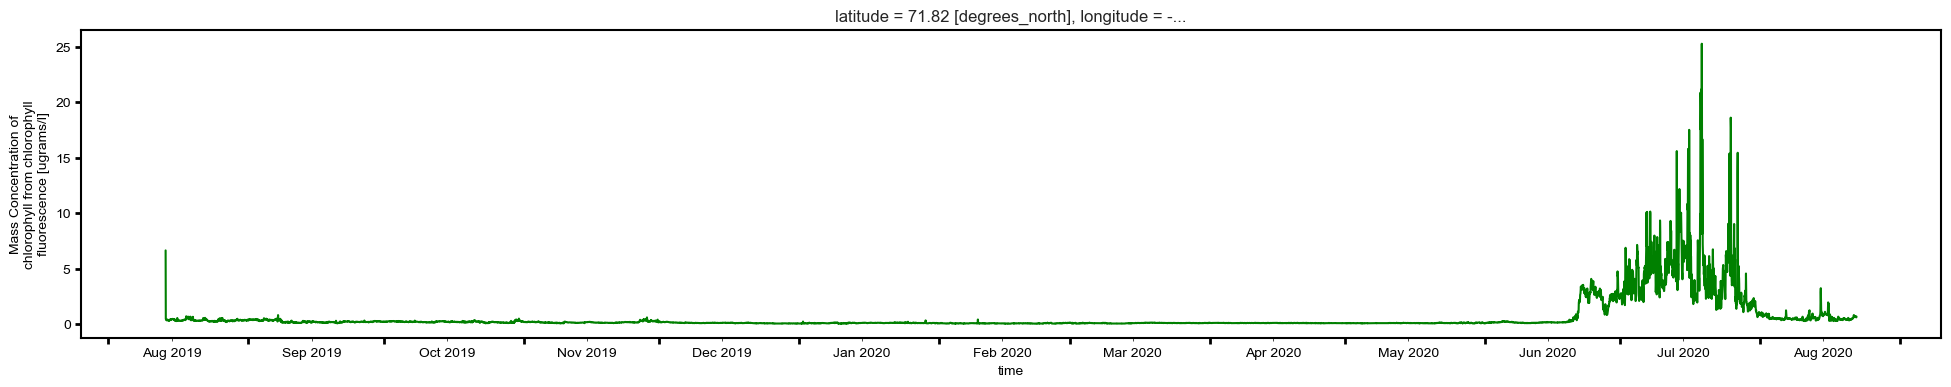 latitude = 71.82 [degrees_north], longitude = -...
Mass Concentration of
chlorophyll from chlorophyll
fluorescence [ugrams/l]
25
20
15
10
5
0
Aug 2019
Sep 2019
Oct 2019
Nov 2019
Dec 2019
Jan 2020
Feb 2020
Mar 2020
Apr 2020
May 2020
Jun 2020
Jul 2020
Aug 2020
time